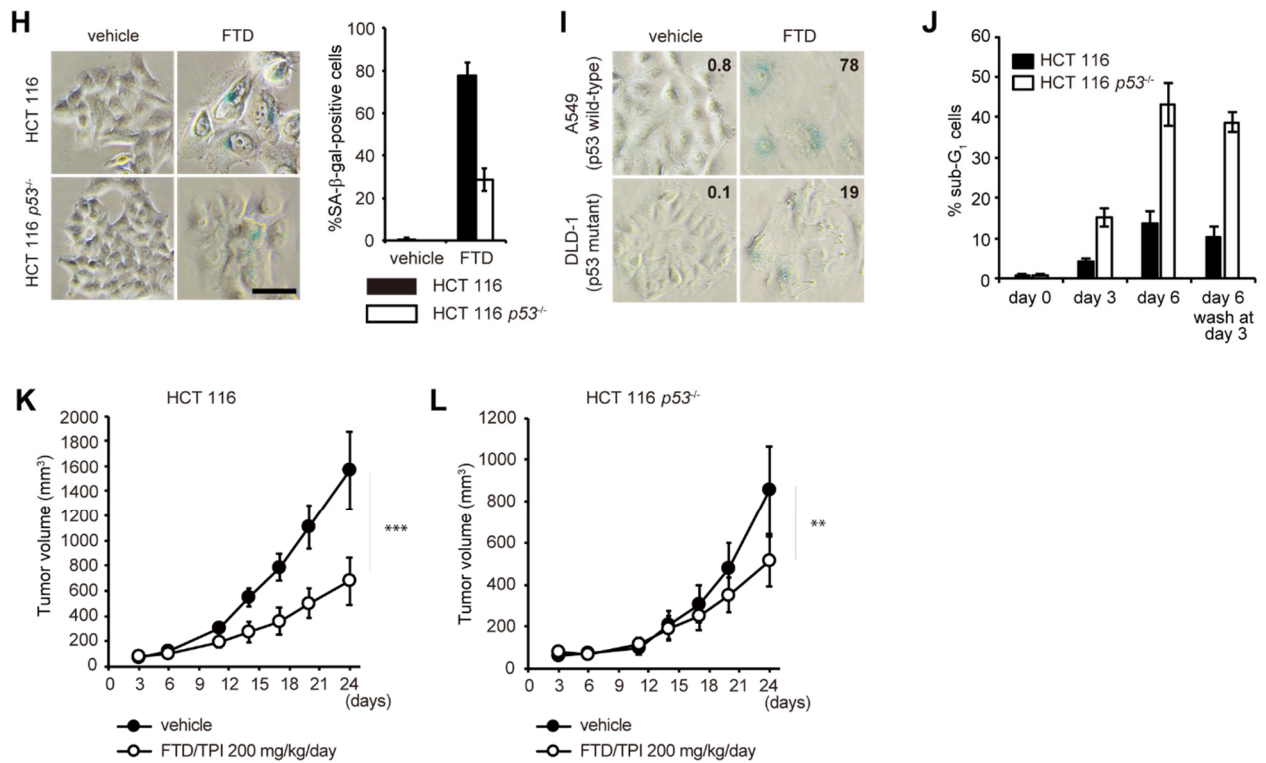 H
vehicle
FTD
HCT 116
HCT 116 p53-/-
%SA-β-gal-positive cells
100
80
60
40
20
0
vehicle
FTD
HCT 116
HCT 116 p53-/-
I
vehicle
FTD
A549
(p53 wild-type)
0.8
78
DLD-1
(p53 mutant)
0.1
19
J
% sub-G1 cells
60
50
40
30
20
10
0
HCT 116
HCT 116 p53-/-
day 0
day 3
day 6
day 6
wash at
day 3
K
HCT 116
Tumor volume (mm3)
2000
1800
1600
1400
1200
1000
800
600
400
200
0
***
0 3 6 9 12 15 18 21 24
(days)
vehicle
FTD/TPI 200 mg/kg/day
L
HCT 116 p53-/-
Tumor volume (mm3)
1200
1000
800
600
400
200
0
**
0 3 6 9 12 15 18 21 24
(days)
vehicle
FTD/TPI 200 mg/kg/day